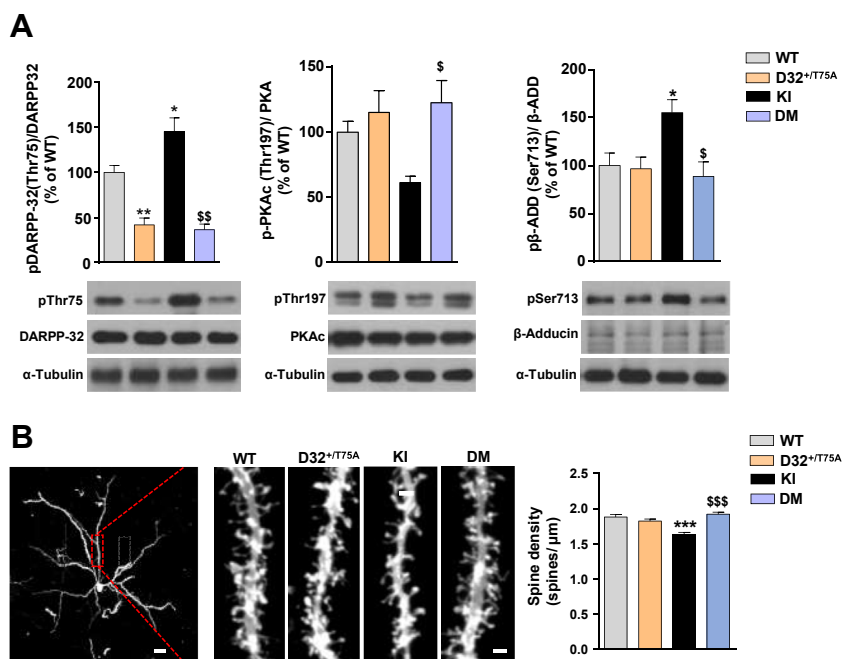 A
WT
D32+/T75A
KI
DM
pDARPP-32(Thr75)/DARPP32
(% of WT)
200
150
100
50
0
**
*
$$
p-PKAc (Thr197)/ PKA
(% of WT)
150
100
50
0
$
pβ-ADD (Ser713)/ β-ADD
(% of WT)
200
150
100
50
0
*
$
pThr75
DARPP-32
α-Tubulin
pThr197
PKAc
α-Tubulin
pSer713
β-Adducin
α-Tubulin
B
WT
D32+/T75A
KI
DM
WT
D32+/T75A
KI
DM
Spine density
(spines/ μm)
2.5
2.0
1.5
1.0
0.5
0.0
***
$$$